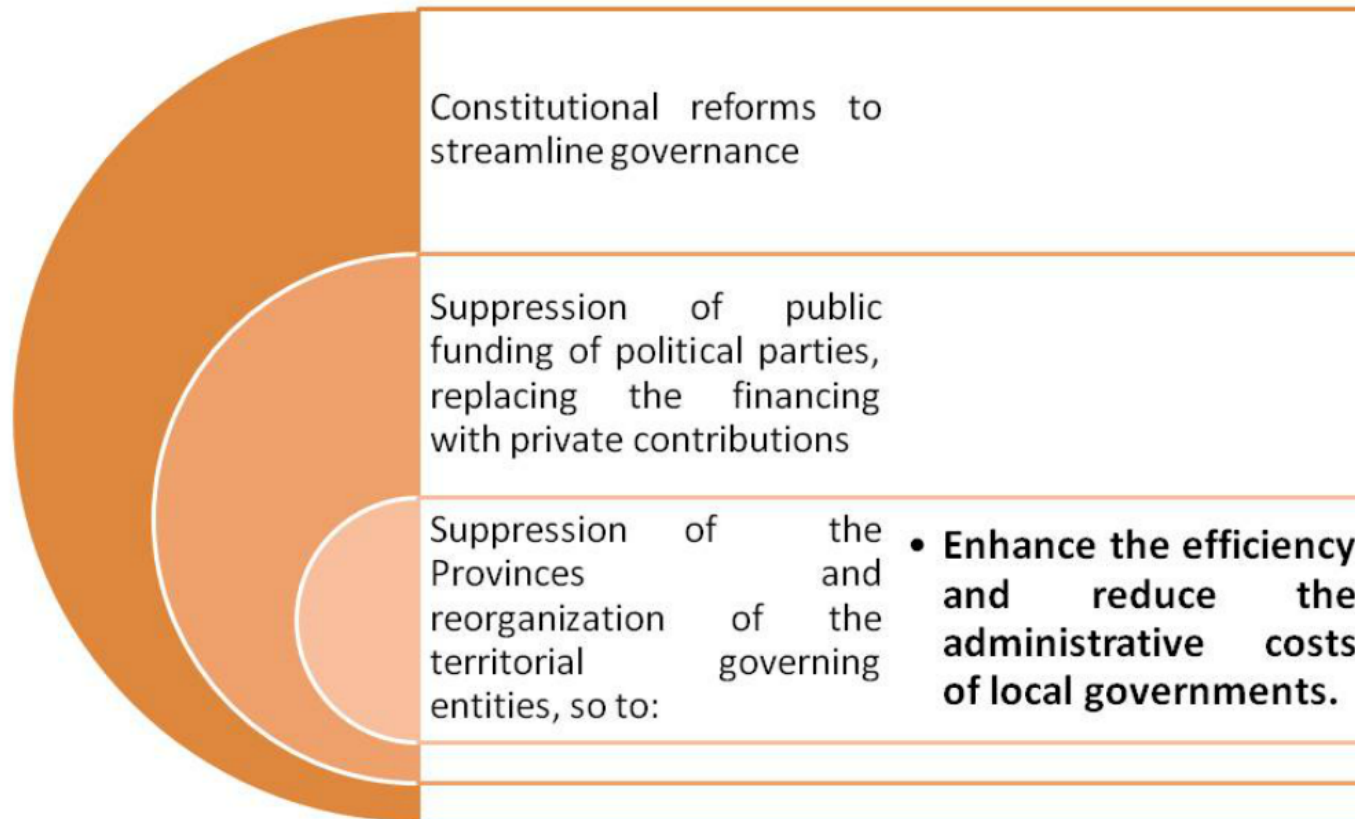 Constitutional reforms to
streamline governance
Suppression of public
funding of political parties,
replacing the financing
with private contributions
Suppression of the
Provinces and
reorganization of the
territorial governing
entities, so to:
• Enhance the efficiency
and reduce the
administrative costs
of local governments.